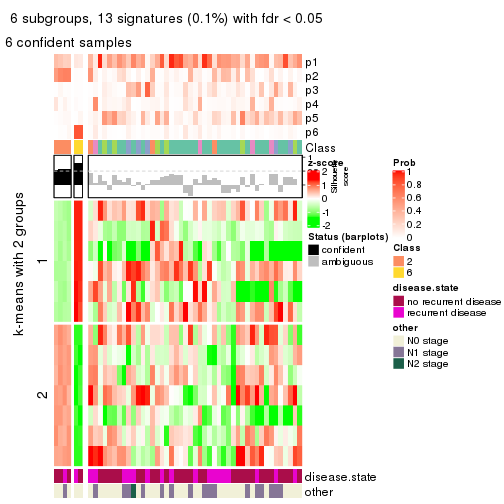 6 subgroups, 13 signatures (0.1%) with fdr < 0.05
6 confident samples
p1
p2
p3
p4
p5
p6
Class
1
Silhouette
score
z-score
2
1
0
-1
-2
Status (barplots)
confident
ambiguous
k-means with 2 groups
1
2
disease.state
other
Prob
1
0.8
0.6
0.4
0.2
0
Class
2
6
disease.state
no recurrent disease
recurrent disease
other
N0 stage
N1 stage
N2 stage